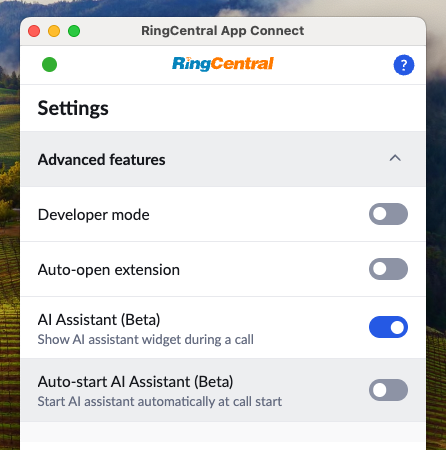 RingCentral App Connect
RingCentral
?
Settings
Advanced features
Developer mode
Auto-open extension
AI Assistant (Beta)
Show AI assistant widget during a call
Auto-start AI Assistant (Beta)
Start AI assistant automatically at call start